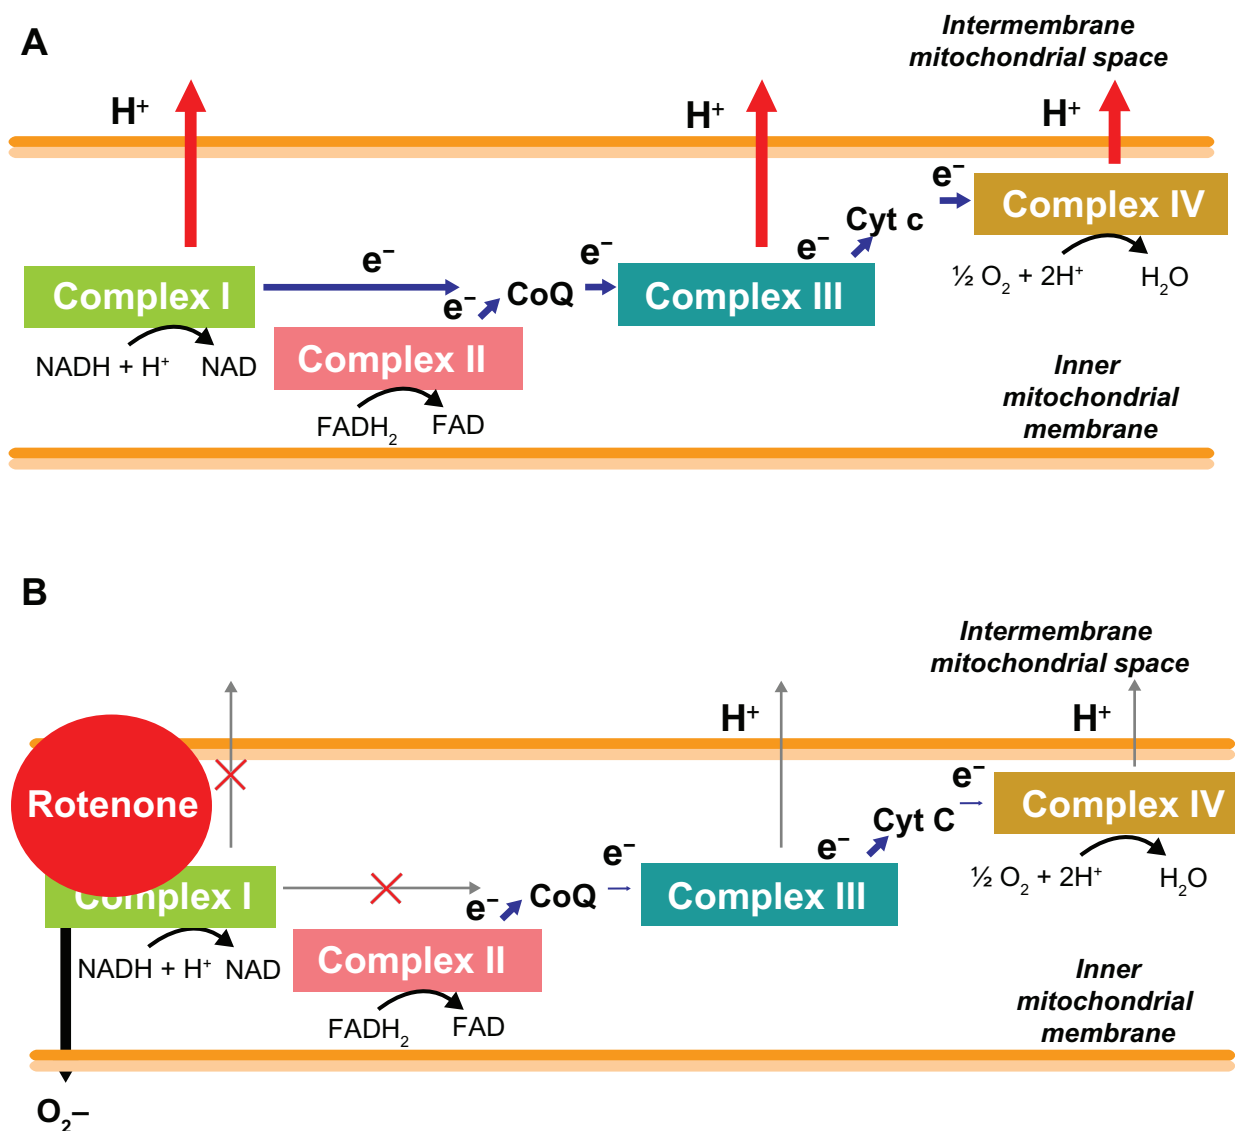 A
Intermembrane
mitochondrial space
H⁺
H⁺
H⁺
e⁻
Complex IV
Cyt c
e⁻
e⁻
e⁻
½ O₂ + 2H⁺
H₂O
Complex I
e⁻
CoQ
Complex III
NADH + H⁺
NAD
Complex II
Inner
mitochondrial
membrane
FADH₂
FAD
B
Intermembrane
mitochondrial space
H⁺
H⁺
Rotenone
e⁻
Complex IV
Cyt C
e⁻
e⁻
½ O₂ + 2H⁺
H₂O
Complex I
e⁻
CoQ
Complex III
NADH + H⁺
NAD
Complex II
Inner
mitochondrial
membrane
FADH₂
FAD
O₂–